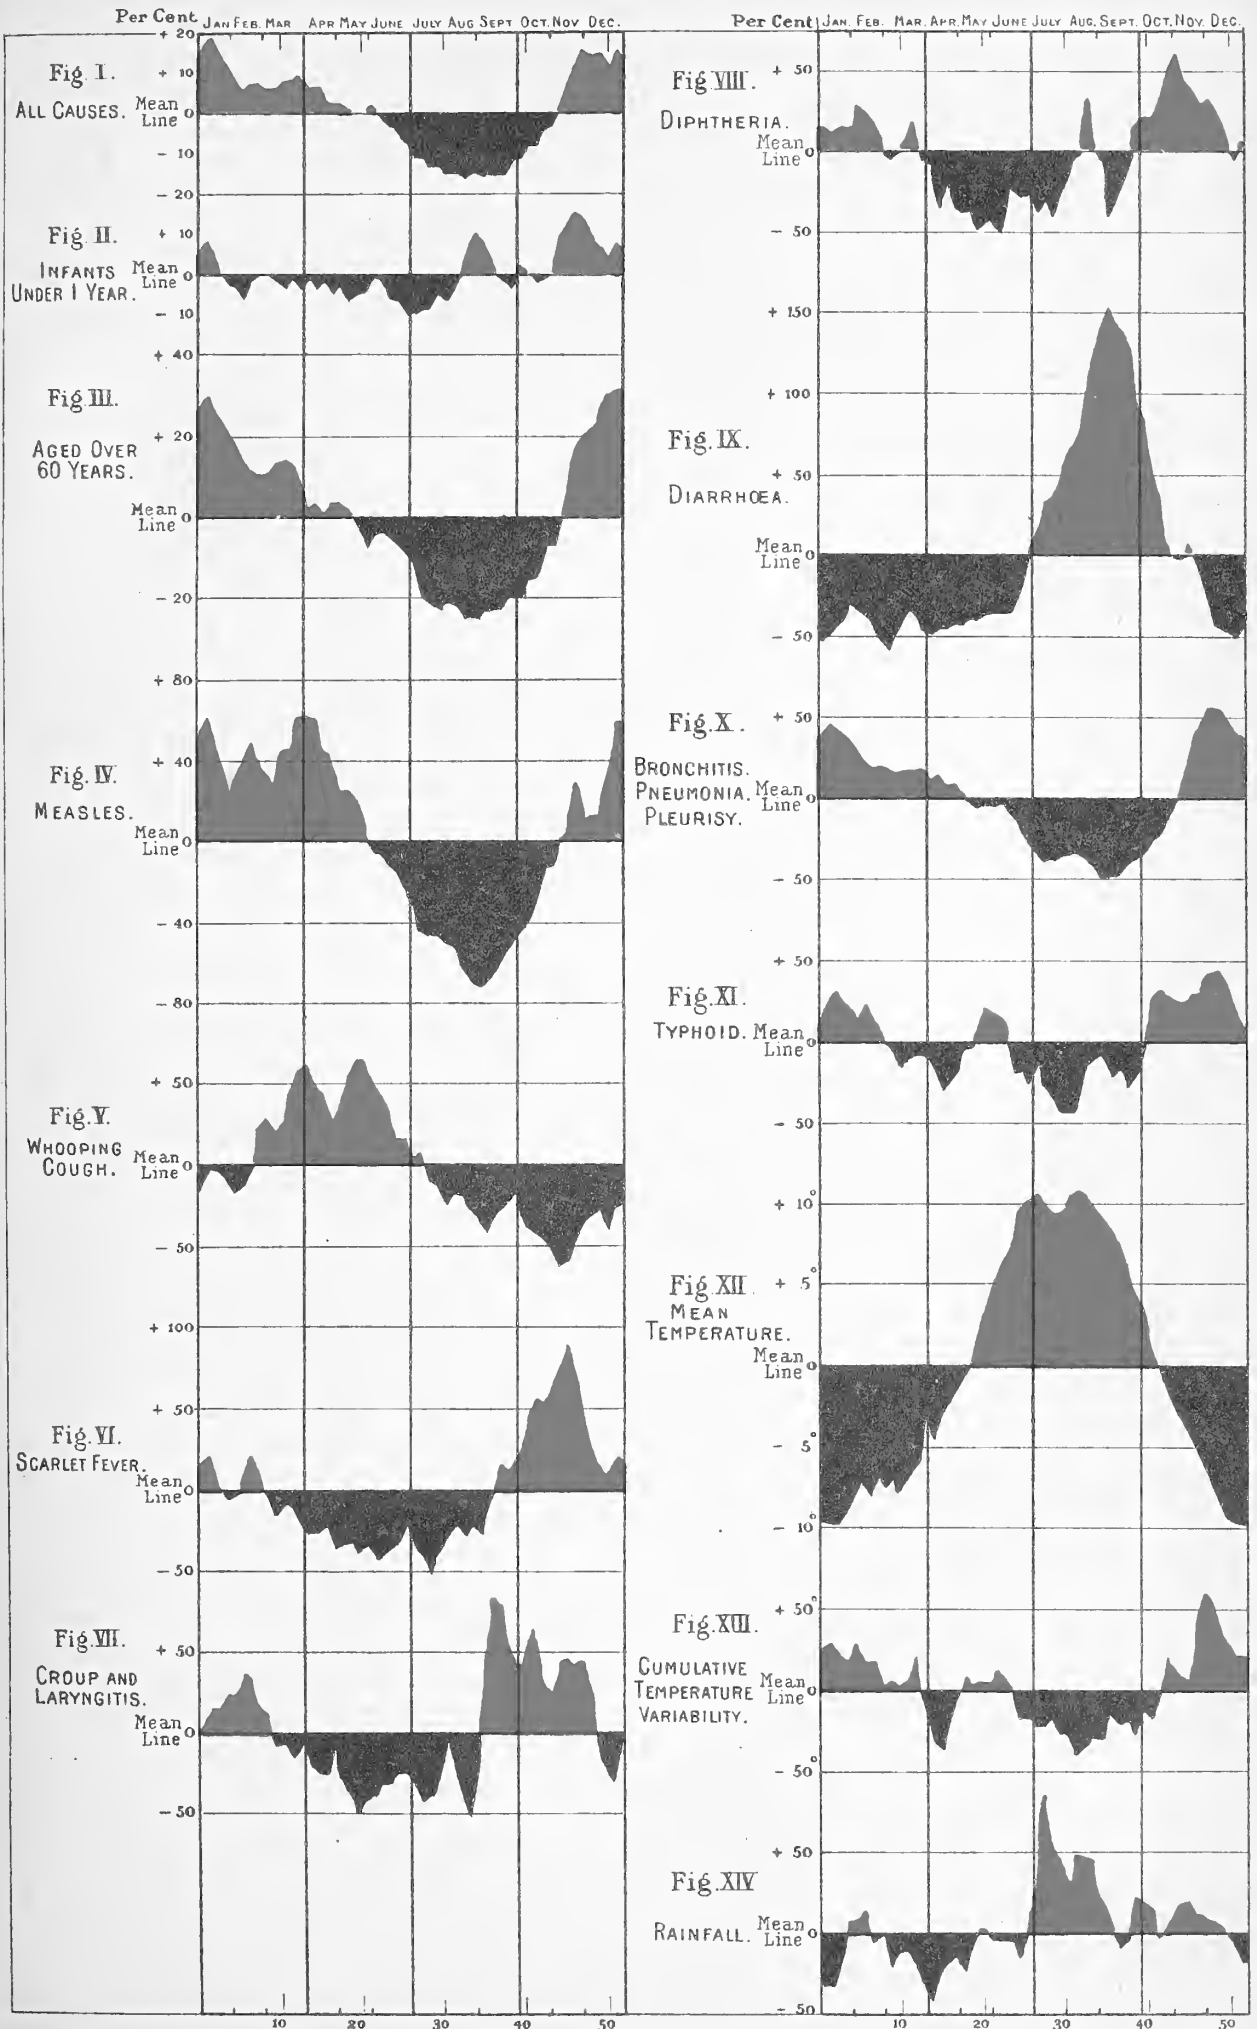 Per Cent JAN FEB. MAR APR MAY JUNE JULY AUG SEPT OCT. NOV DEC.
+ 20
Fig. I.
+ 10
ALL CAUSES.
Mean
Line 0
- 10
- 20
Fig. II.
+ 10
INFANTS
UNDER 1 YEAR.
Mean
Line 0
- 10
+ 40
Fig. III.
+ 20
AGED OVER
60 YEARS.
Mean
Line 0
- 20
+ 80
+ 40
Fig. IV.
MEASLES.
Mean
Line 0
- 40
- 80
+ 50
Fig. V.
WHOOPING
COUGH.
Mean
Line 0
- 50
+ 100
+ 50
Fig. VI.
SCARLET FEVER.
Mean
Line 0
- 50
Fig. VII.
+ 50
CROUP AND
LARYNGITIS.
Mean
Line 0
- 50
10 20 30 40 50
Per Cent JAN. FEB. MAR. APR. MAY JUNE JULY AUG. SEPT. OCT. NOV. DEC.
+ 50
Fig. VIII.
DIPHTHERIA.
Mean
Line 0
- 50
+ 150
+ 100
Fig. IX.
+ 50
DIARRHOEA.
Mean
Line 0
- 50
+ 50
Fig. X.
BRONCHITIS.
PNEUMONIA.
PLEURISY.
Mean
Line 0
- 50
+ 50
Fig. XI.
TYPHOID.
Mean
Line 0
- 50
+ 10°
+ 5°
Fig. XII.
MEAN
TEMPERATURE.
Mean
Line 0
- 5°
- 10°
+ 50°
Fig. XIII.
CUMULATIVE
TEMPERATURE
VARIABILITY.
Mean
Line 0
- 50°
+ 50
Fig. XIV
RAINFALL.
Mean
Line 0
- 50
10 20 30 40 50